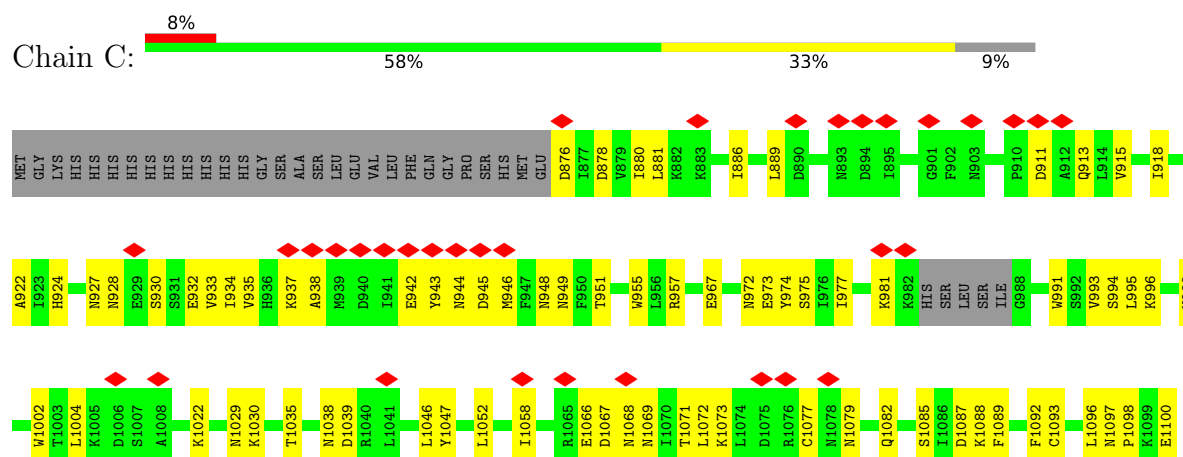 Chain C:
8%
58% 33% 9%
MET GLY LYS HIS HIS HIS HIS HIS HIS HIS HIS HIS HIS GLY SER ALA SER LEU GLU VAL LEU PHE GLN GLY PRO SER HIS MET GLU D876 I877 D878 V879 I880 L881 K882 K883 I886 L889 D890 N893 D894 I895 G901 F902 N903 P910 D911 A912 Q913 L914 V915 I918
A922 I923 H924 N927 N928 E929 S930 S931 E932 V933 I934 V935 H936 K937 A938 M939 D940 I941 E942 Y943 N944 D945 M946 F947 N948 N949 F950 T951 W955 L956 R957 E967 N972 E973 Y974 S975 I976 I977 K981 K982 HIS SER LEU SER ILE G988 W991 S992 V993 S994 L995 K996
W1002 T1003 L1004 K1005 D1006 S1007 A1008 K1022 N1029 K1030 T1035 N1038 D1039 R1040 L1041 L1046 Y1047 L1052 I1058 R1065 E1066 D1067 N1068 N1069 I1070 T1071 L1072 K1073 L1074 D1075 R1076 C1077 N1078 N1079 Q1082 S1085 I1086 D1087 K1088 F1089 F1092 C1093 L1096 N1097 P1098 K1099 E1100